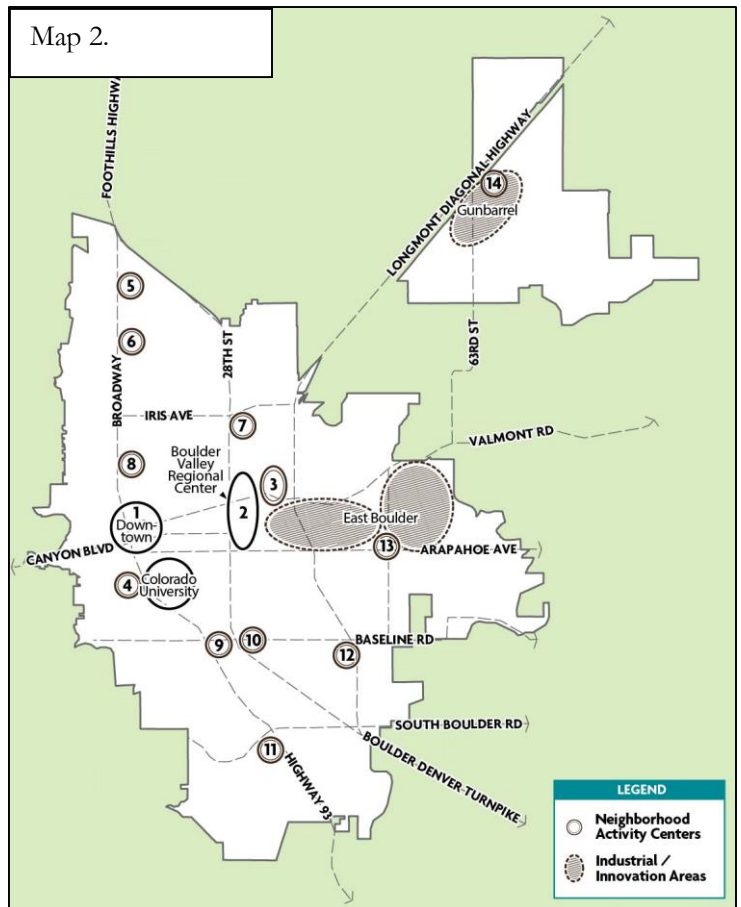 Map 2.
FOOTHILLS HIGHWA
LONGMONT DIAGONAL HIGHWAY
14
Gunbarrel
5
28TH ST
63RD ST
6
BROADWAY
IRIS AVE
7
VALMONT RD
8
Boulder
Valley
Regional
Center
3
1
Down-
town
2
East Boulder
13
CANYON BLVD
ARAPAHOE AVE
4
Colorado
University
9
10
BASELINE RD
12
SOUTH BOULDER RD
11
BOULDER DENVER TURNPIKE
HIGHWAY 93
LEGEND
Neighborhood
Activity Centers
Industrial /
Innovation Areas